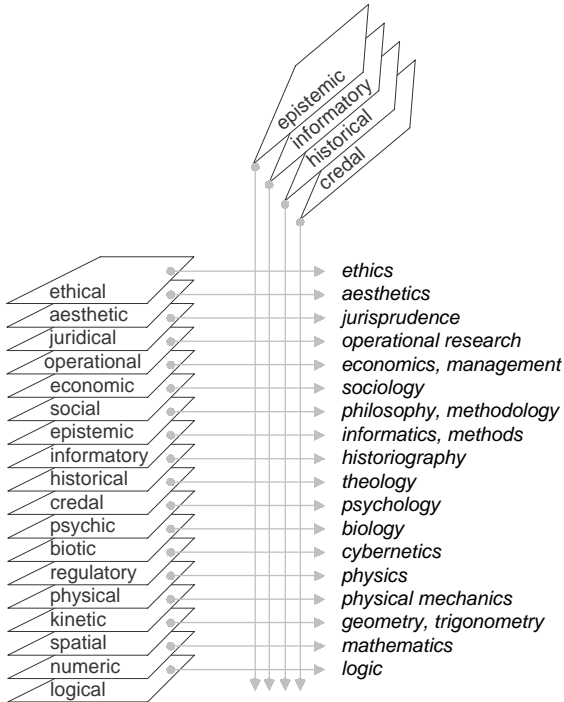 epistemic
informatory
historical
credal
ethical
aesthetic
juridical
operational
economic
social
epistemic
informatory
historical
credal
psychic
biotic
regulatory
physical
kinetic
spatial
numeric
logical
ethics
aesthetics
jurisprudence
operational research
economics, management
sociology
philosophy, methodology
informatics, methods
historiography
theology
psychology
biology
cybernetics
physics
physical mechanics
geometry, trigonometry
mathematics
logic